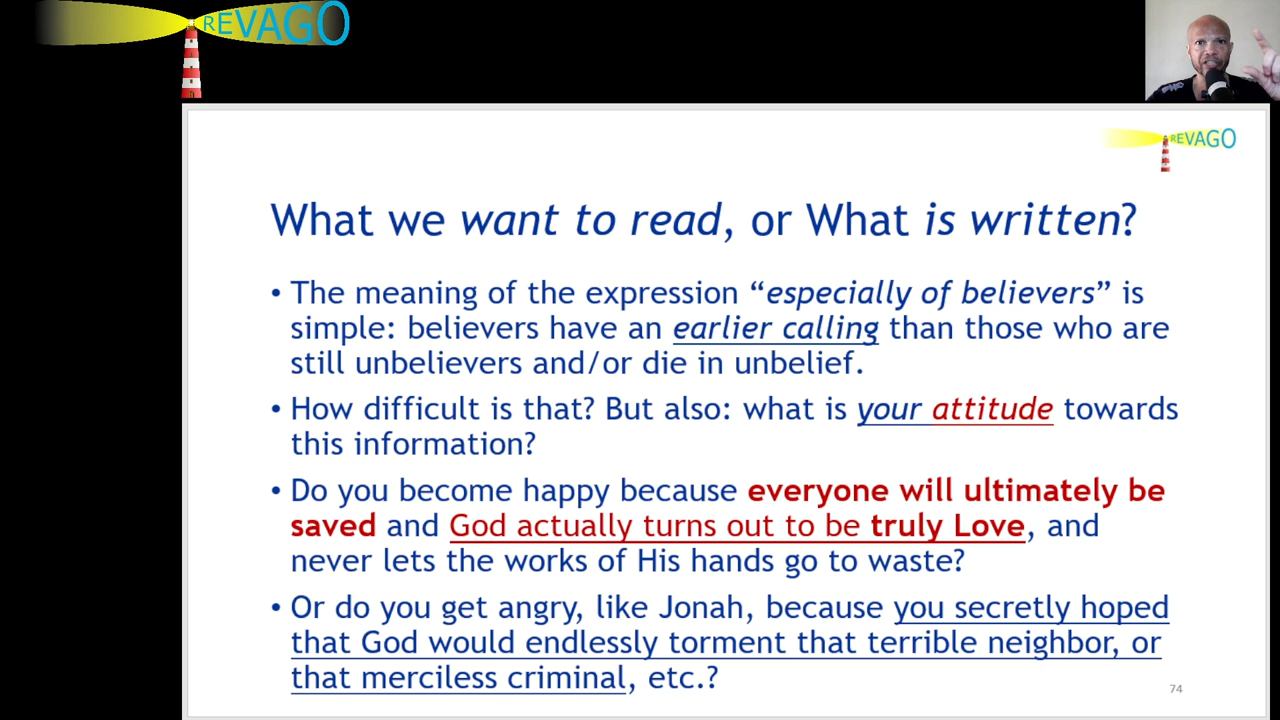 REVAGO
REVAGO
What we want to read, or What is written?
• The meaning of the expression “especially of believers” is
simple: believers have an earlier calling than those who are
still unbelievers and/or die in unbelief.
• How difficult is that? But also: what is your attitude towards
this information?
• Do you become happy because everyone will ultimately be
saved and God actually turns out to be truly Love, and
never lets the works of His hands go to waste?
• Or do you get angry, like Jonah, because you secretly hoped
that God would endlessly torment that terrible neighbor, or
that merciless criminal, etc.?
74